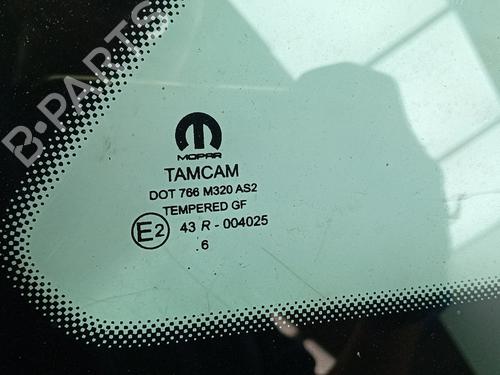 B-PARTS
MOPAR
TAMCAM
DOT 766 M320 AS2
TEMPERED GF
E2 43 R - 004025
6